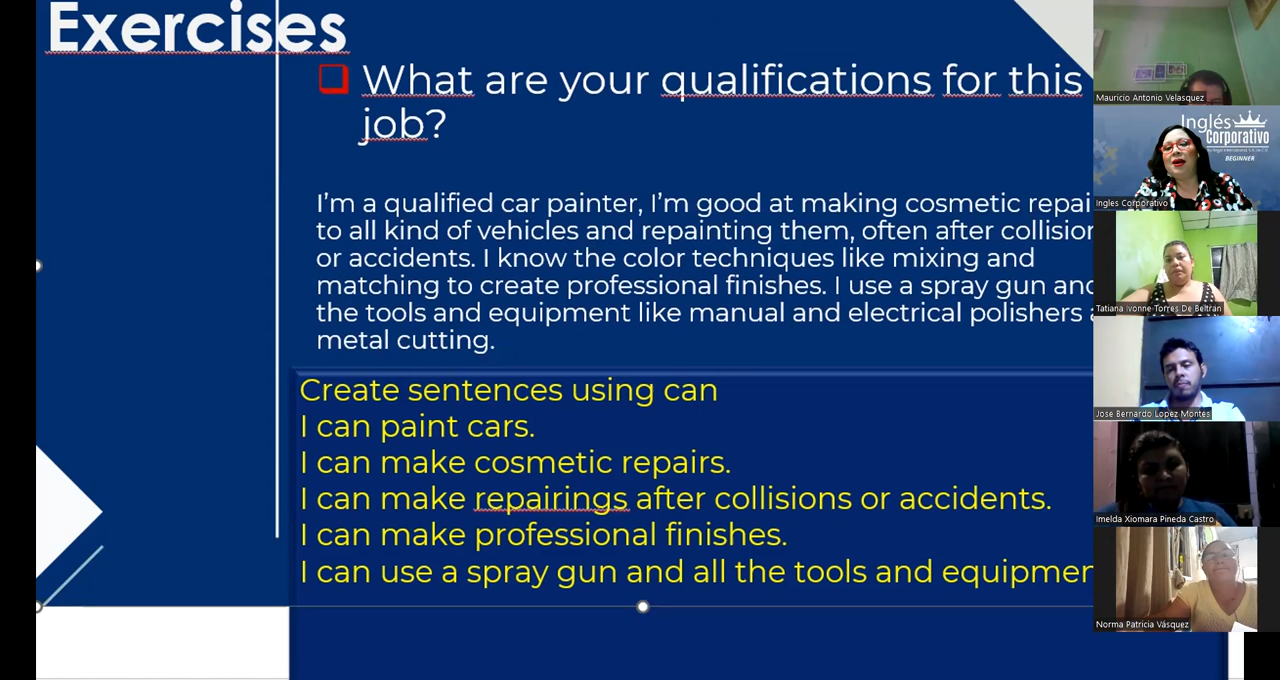 Exercises
What are your qualifications for this
job?
I'm a qualified car painter, I'm good at making cosmetic
to all kind of vehicles and repainting them, often after
or accidents. I know the color techniques like mixing and
matching to create professional finishes. I use a spray gun
the tools and equipment like manual and electrical polishers
metal cutting.
Create sentences using can
I can paint cars.
I can make cosmetic repairs.
I can make repairings after collisions or accidents.
I can make professional finishes.
I can use a spray gun and all the tools and
Mauricio Antonio Velasquez
Inglés
Corporativo
BEGINNER
Ingles Corporativo
Tatiana Ivonne Torres De Beltran
Jose Bernardo Lopez Montes
Imelda Xiomara Pineda Castro
Norma Patricia Vásquez